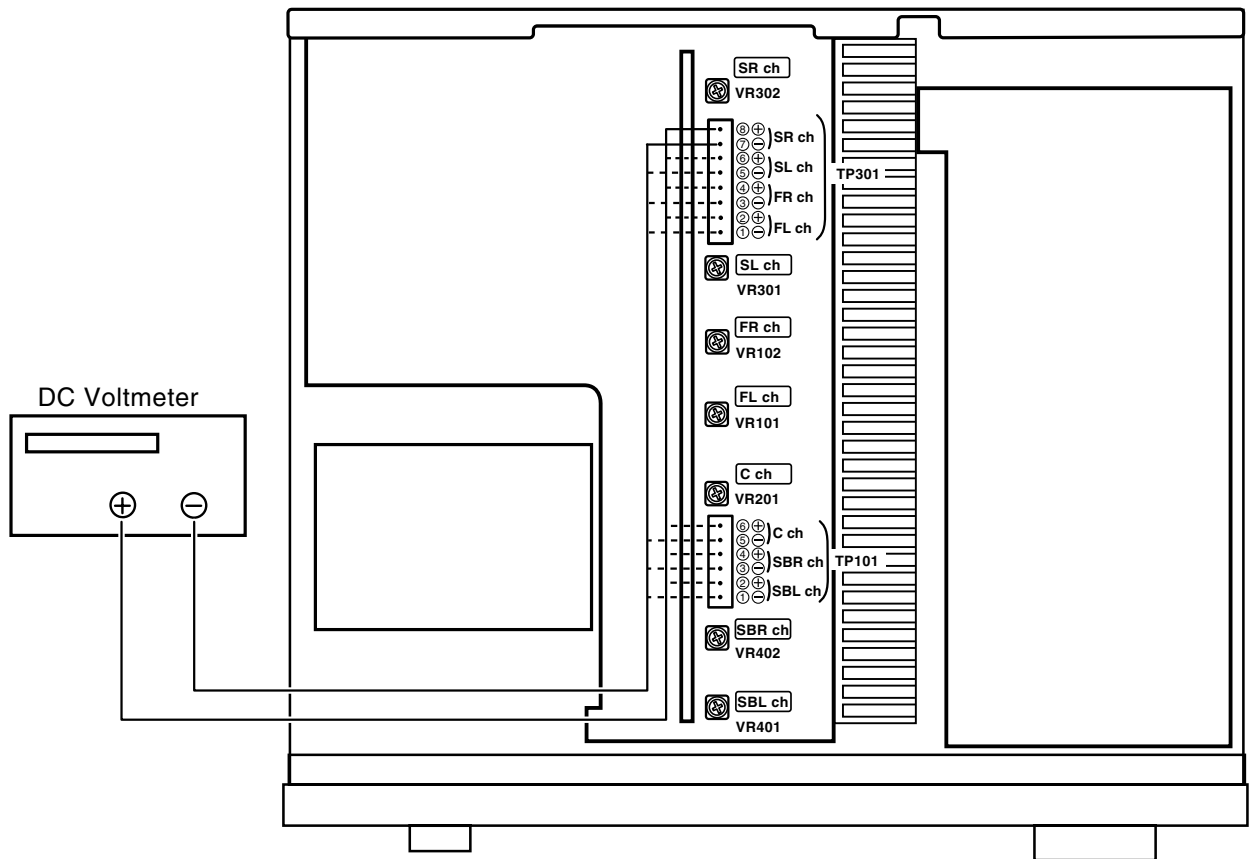 SR ch
VR302
⑧⊕
⑦⊖
SR ch
⑥⊕
⑤⊖
SL ch
④⊕
③⊖
FR ch
②⊕
①⊖
FL ch
TP301
SL ch
VR301
FR ch
VR102
DC Voltmeter
⊕ ⊖
FL ch
VR101
C ch
VR201
⑥⊕
⑤⊖
C ch
④⊕
③⊖
SBR ch
②⊕
①⊖
SBL ch
TP101
SBR ch
VR402
SBL ch
VR401